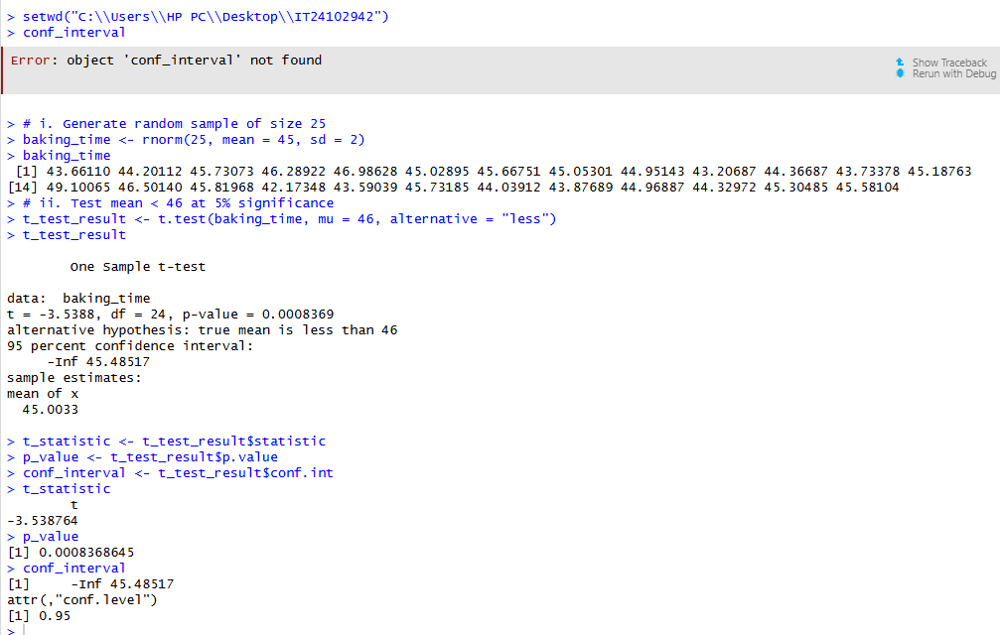 > setwd("C:\\Users\\HP PC\\Desktop\\IT24102942")
> conf_interval
Error: object 'conf_interval' not found
Show Traceback
Rerun with Debug
> # i. Generate random sample of size 25
> baking_time <- rnorm(25, mean = 45, sd = 2)
> baking_time
[1] 43.66110 44.20112 45.73073 46.28922 46.98628 45.02895 45.66751 45.05301 44.95143 43.20687 44.36687 43.73378 45.18763
[14] 49.10065 46.50140 45.81968 42.17348 43.59039 45.73185 44.03912 43.87689 44.96887 44.32972 45.30485 45.58104
> # ii. Test mean < 46 at 5% significance
> t_test_result <- t.test(baking_time, mu = 46, alternative = "less")
> t_test_result
One Sample t-test
data:  baking_time
t = -3.5388, df = 24, p-value = 0.0008369
alternative hypothesis: true mean is less than 46
95 percent confidence interval:
-Inf 45.48517
sample estimates:
mean of x
45.0033
> t_statistic <- t_test_result$statistic
> p_value <- t_test_result$p.value
> conf_interval <- t_test_result$conf.int
> t_statistic
t
-3.538764
> p_value
[1] 0.0008368645
> conf_interval
[1]     -Inf 45.48517
attr(,"conf.level")
[1] 0.95
>